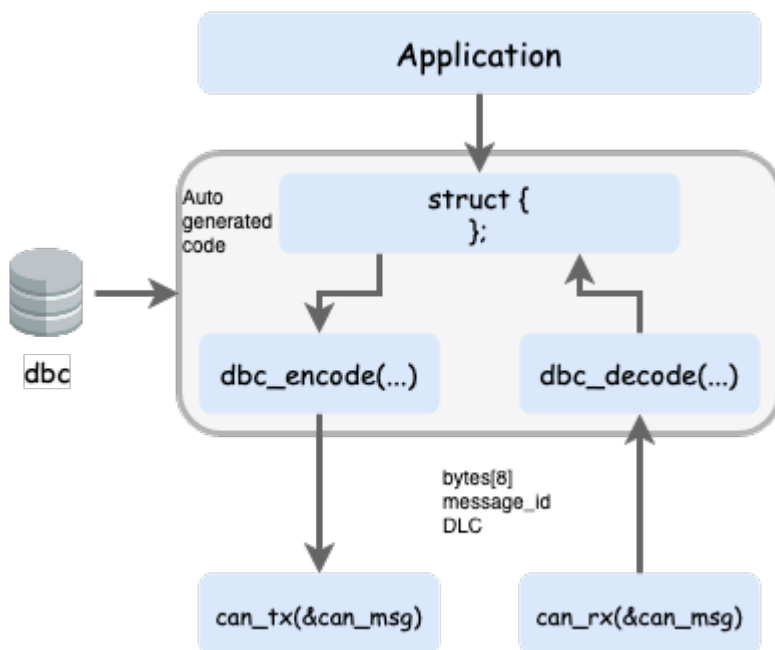 Application
Auto
generated
code
struct {
};
dbc
dbc_encode(...)
dbc_decode(...)
bytes[8]
message_id
DLC
can_tx(&can_msg)
can_rx(&can_msg)